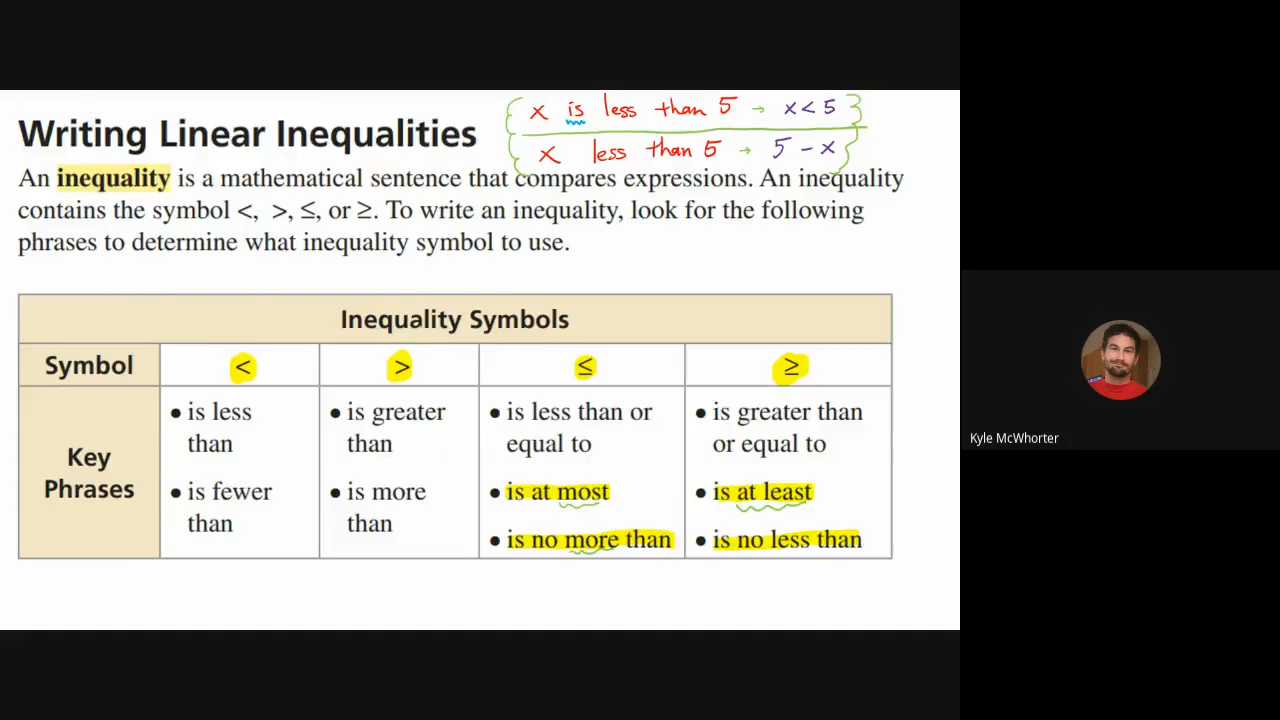 x is less than 5 → x < 5
x less than 5 → 5 - x
Writing Linear Inequalities
An inequality is a mathematical sentence that compares expressions. An inequality
contains the symbol <, >, ≤, or ≥. To write an inequality, look for the following
phrases to determine what inequality symbol to use.
Inequality Symbols
Symbol < > ≤ ≥
Key
Phrases
• is less
than
• is fewer
than
• is greater
than
• is more
than
• is less than or
equal to
• is at most
• is no more than
• is greater than
or equal to
• is at least
• is no less than
Kyle McWhorter